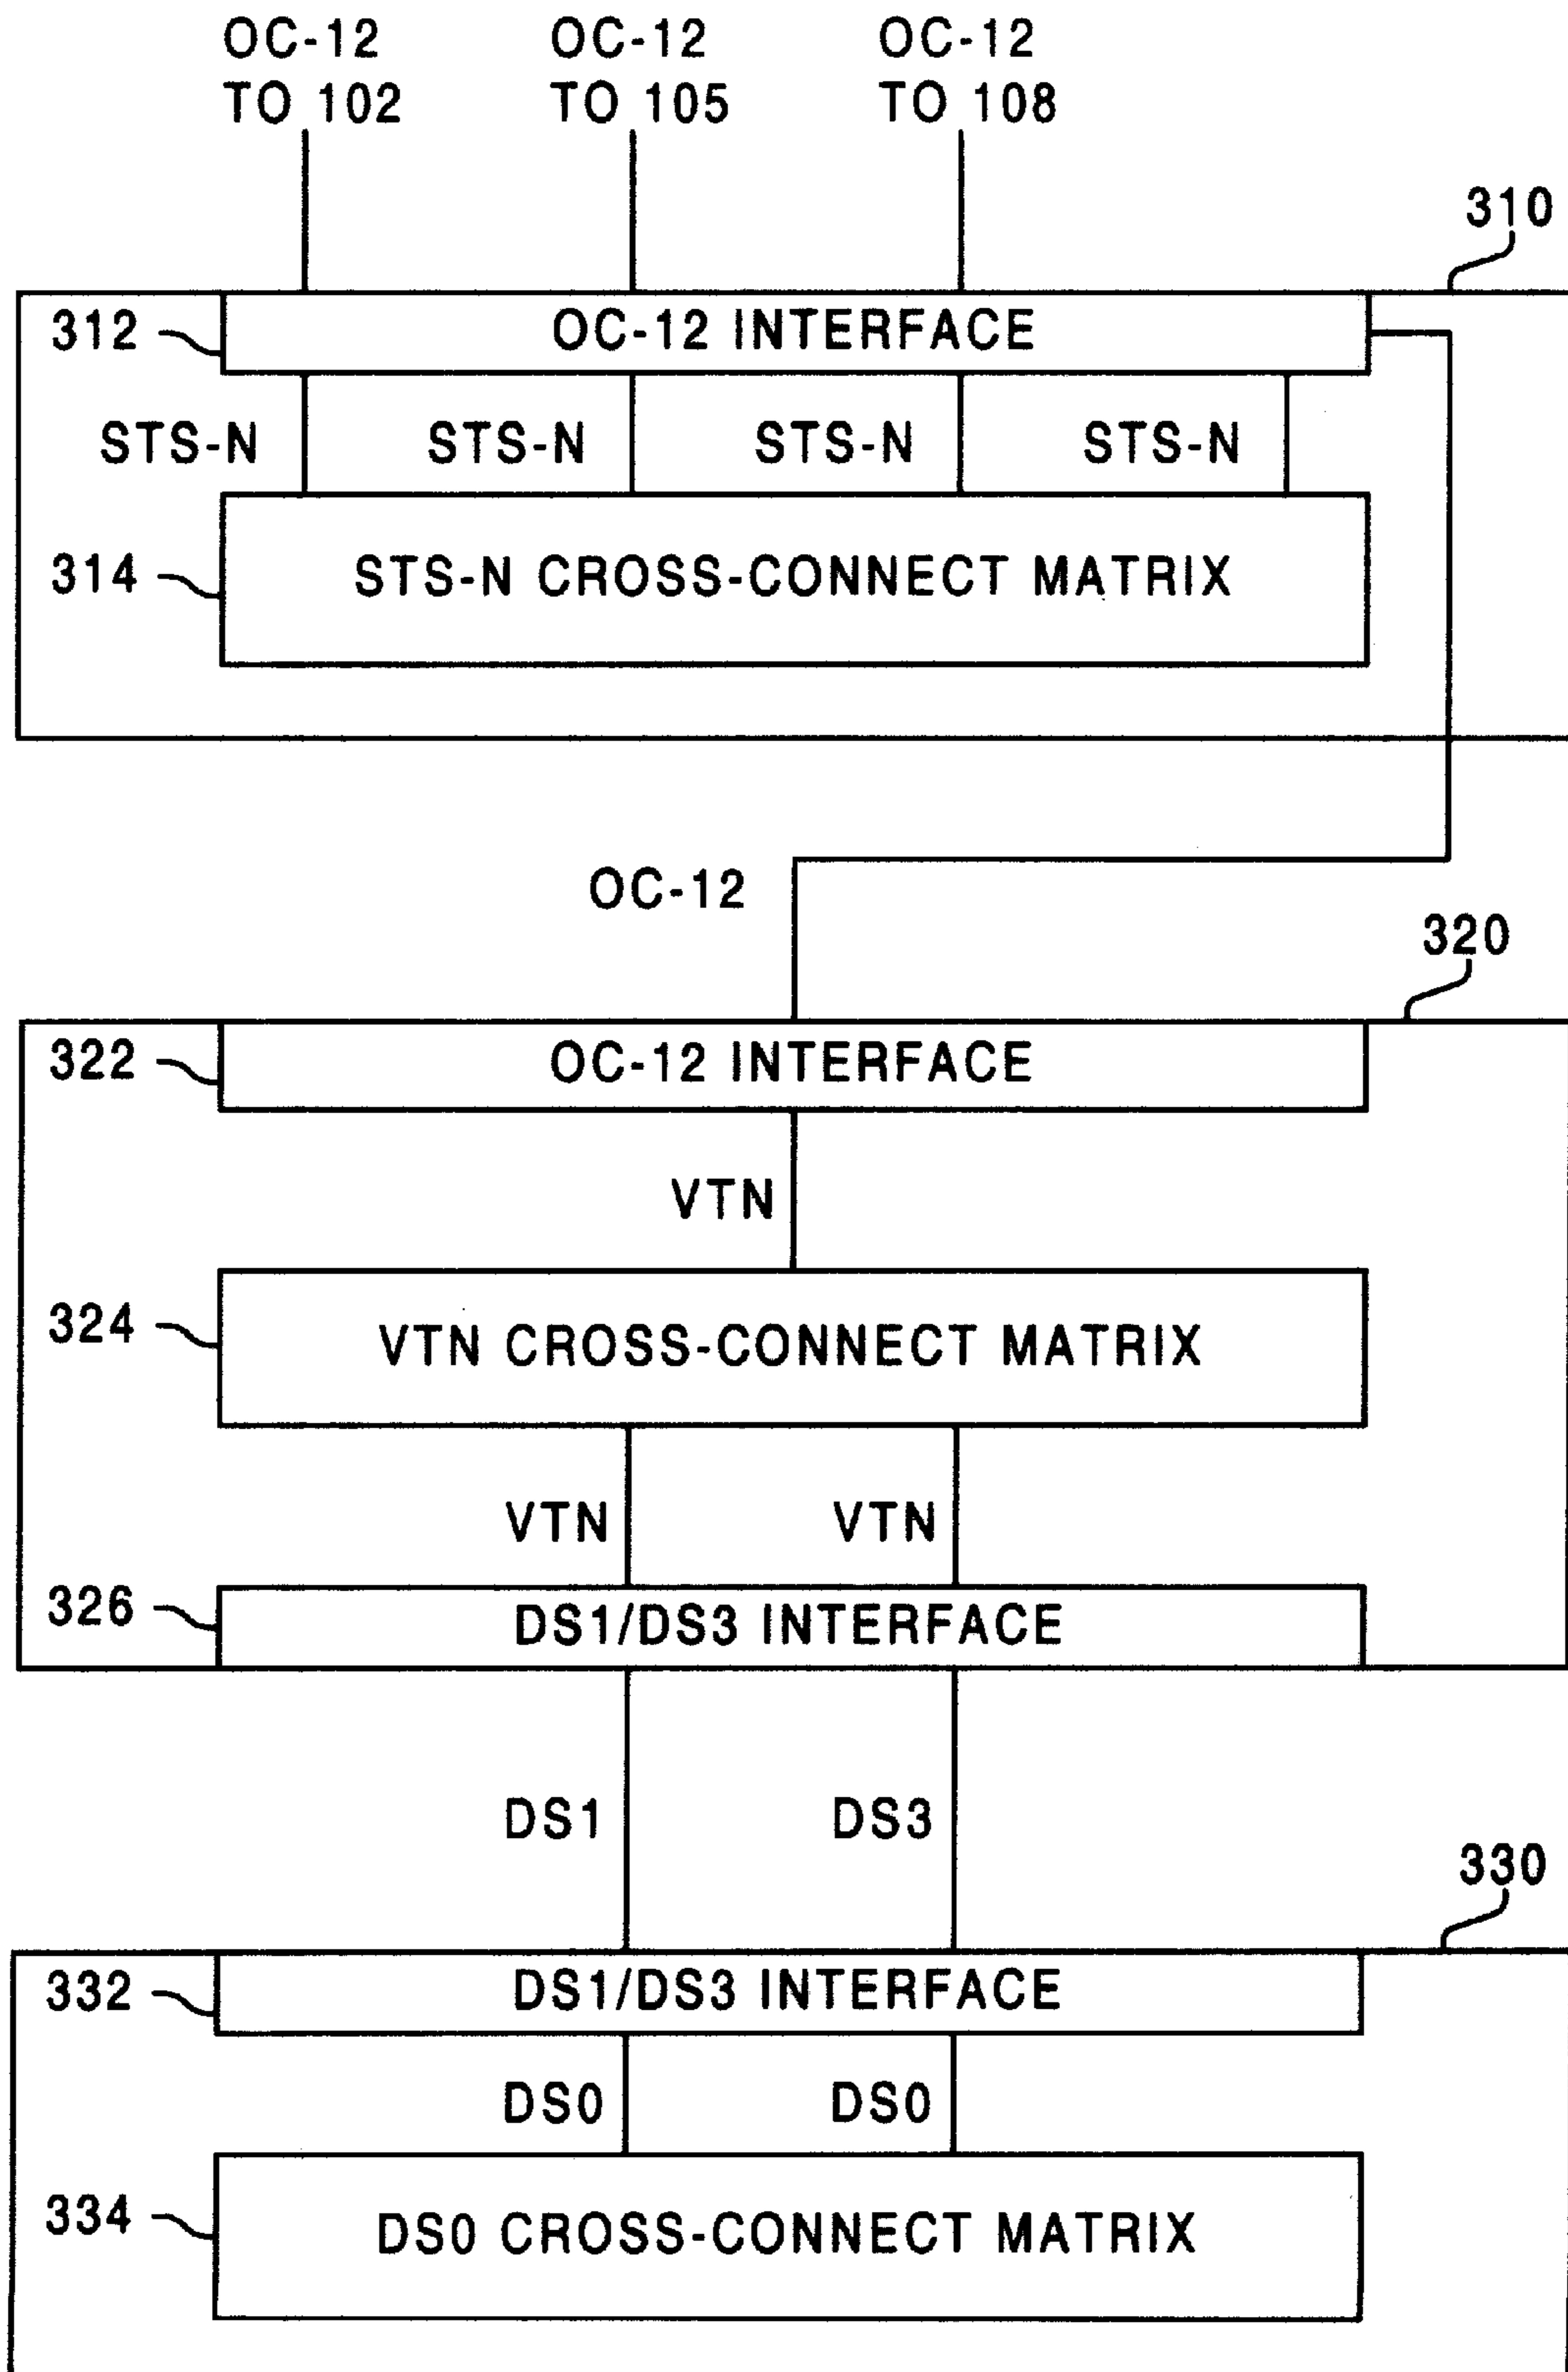 OC-12 OC-12 OC-12
TO 102 TO 105 TO 108
310
312 OC-12 INTERFACE
STS-N STS-N STS-N STS-N
314 STS-N CROSS-CONNECT MATRIX
OC-12
320
322 OC-12 INTERFACE
VTN
324 VTN CROSS-CONNECT MATRIX
VTN VTN
326 DS1/DS3 INTERFACE
DS1 DS3
330
332 DS1/DS3 INTERFACE
DS0 DS0
334 DS0 CROSS-CONNECT MATRIX